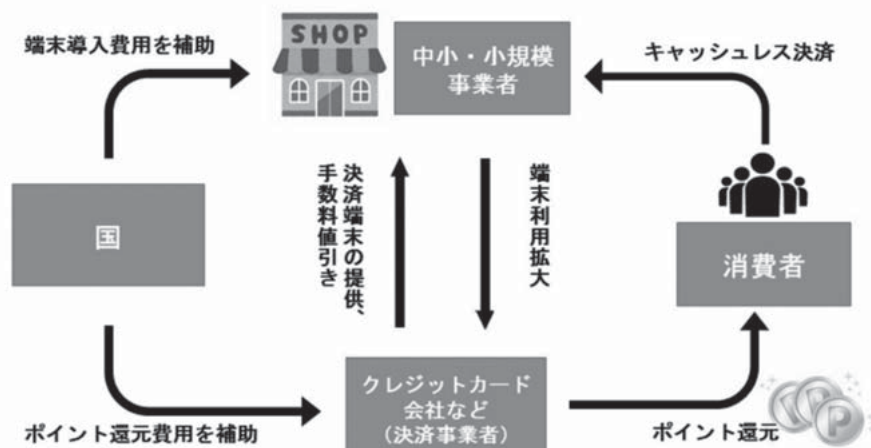 端末導入費用を補助
SHOP
中小・小規模
事業者
キャッシュレス決済
国
決済端末の提供、
手数料値引き
端末利用拡大
消費者
クレジットカード
会社など
（決済事業者）
ポイント還元費用を補助
ポイント還元
P
P
P